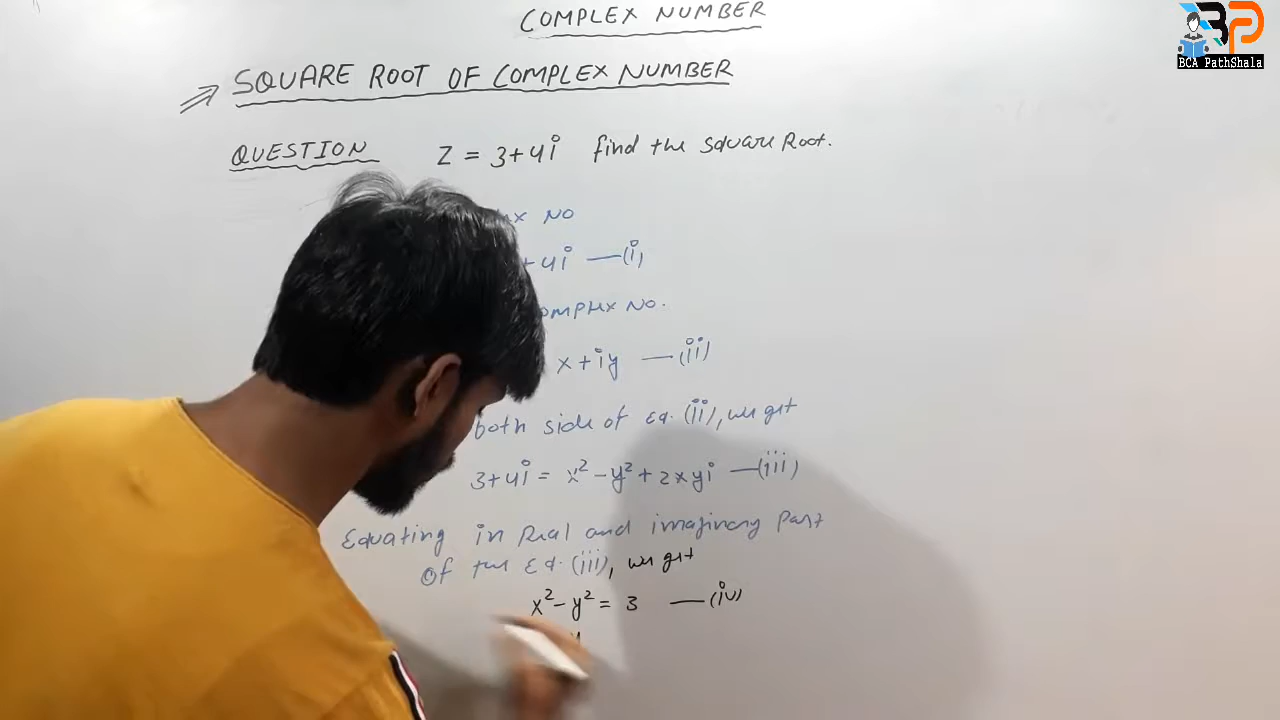 COMPLEX NUMBER
BCA PathShala
SQUARE ROOT OF COMPLEX NUMBER
QUESTION Z = 3+4i find the square Root.
NO
+4i —(i)
COMPLEX NO.
x+iy —(ii)
both side of Eq. (ii), we get
3+4i = x²-y²+2xyi —(iii)
Equating in Real and imaginary Part
Of the Eq. (iii), we get
x²-y² = 3 —(iv)